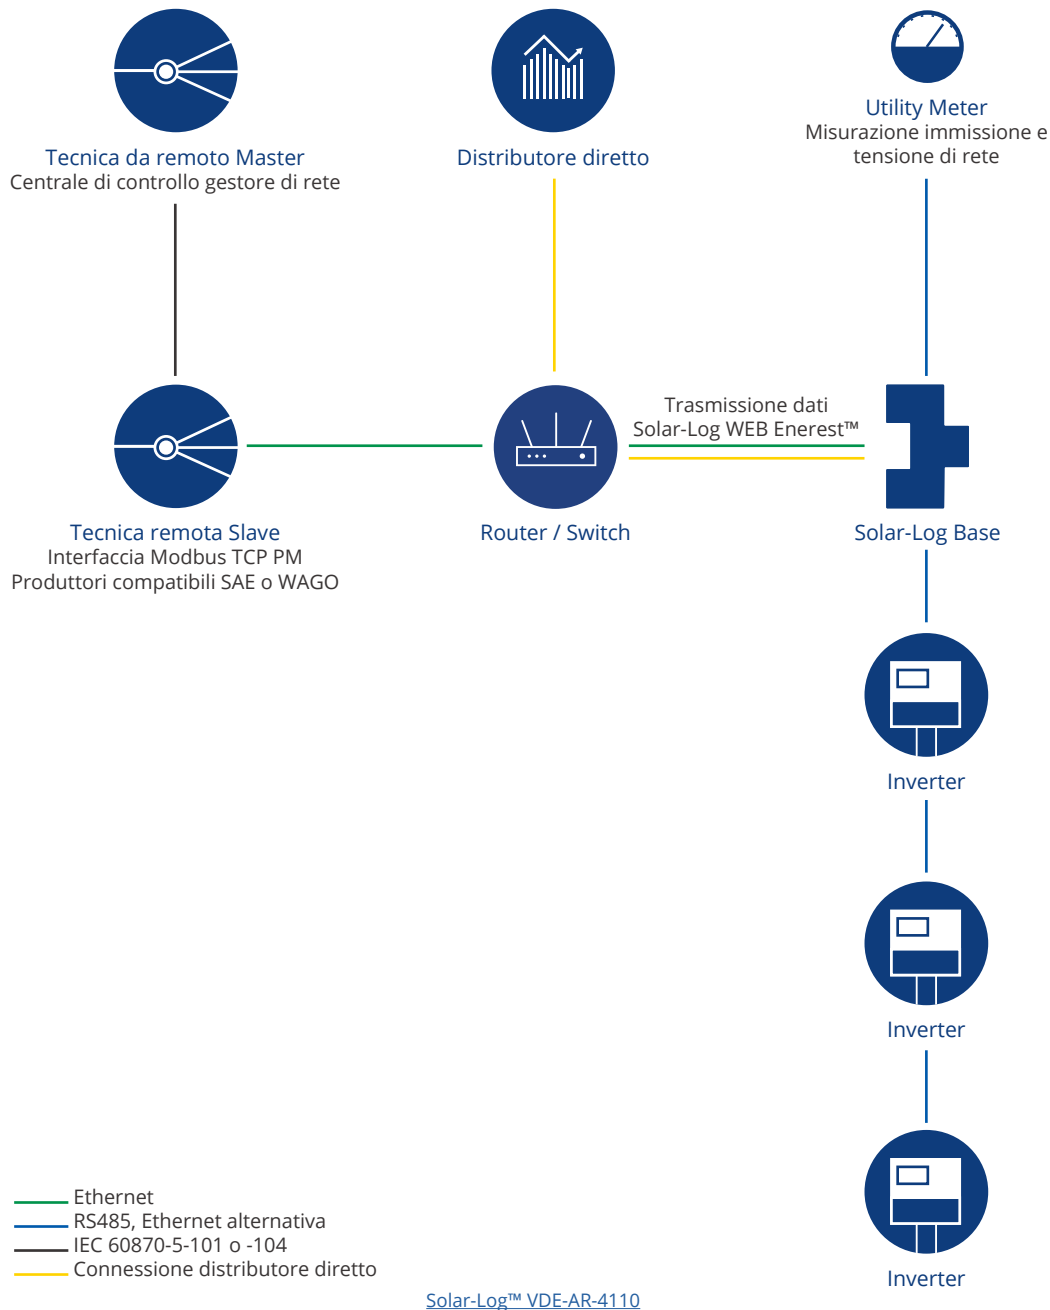 Tecnica da remoto Master
Centrale di controllo gestore di rete
Distributore diretto
Utility Meter
Misurazione immissione e
tensione di rete
Trasmissione dati
Solar-Log WEB Enerest™
Tecnica remota Slave
Interfaccia Modbus TCP PM
Produttori compatibili SAE o WAGO
Router / Switch
Solar-Log Base
Inverter
Inverter
Inverter
Ethernet
RS485, Ethernet alternativa
IEC 60870-5-101 o -104
Connessione distributore diretto
Solar-Log™ VDE-AR-4110